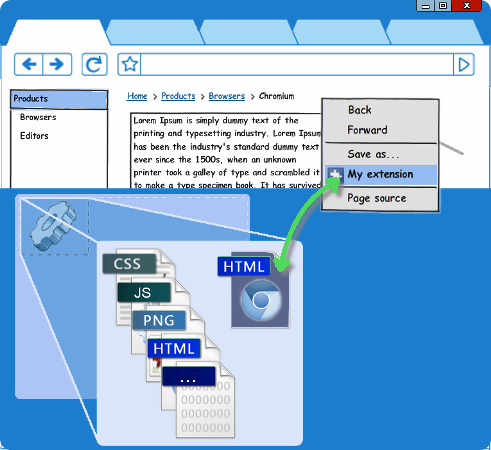 Home > Products > Browsers > Chromium
Products
Browsers
Editors
Lorem Ipsum is simply dummy text of the
printing and typesetting industry. Lorem Ipsum
has been the industry's standard dummy text
ever since the 1500s, when an unknown
printer took a galley of type and scrambled it
to make a type specimen book. It has survived
Back
Forward
Save as...
My extension
Page source
CSS
JS
PNG
HTML
...
0000000
0000000
0000000
HTML